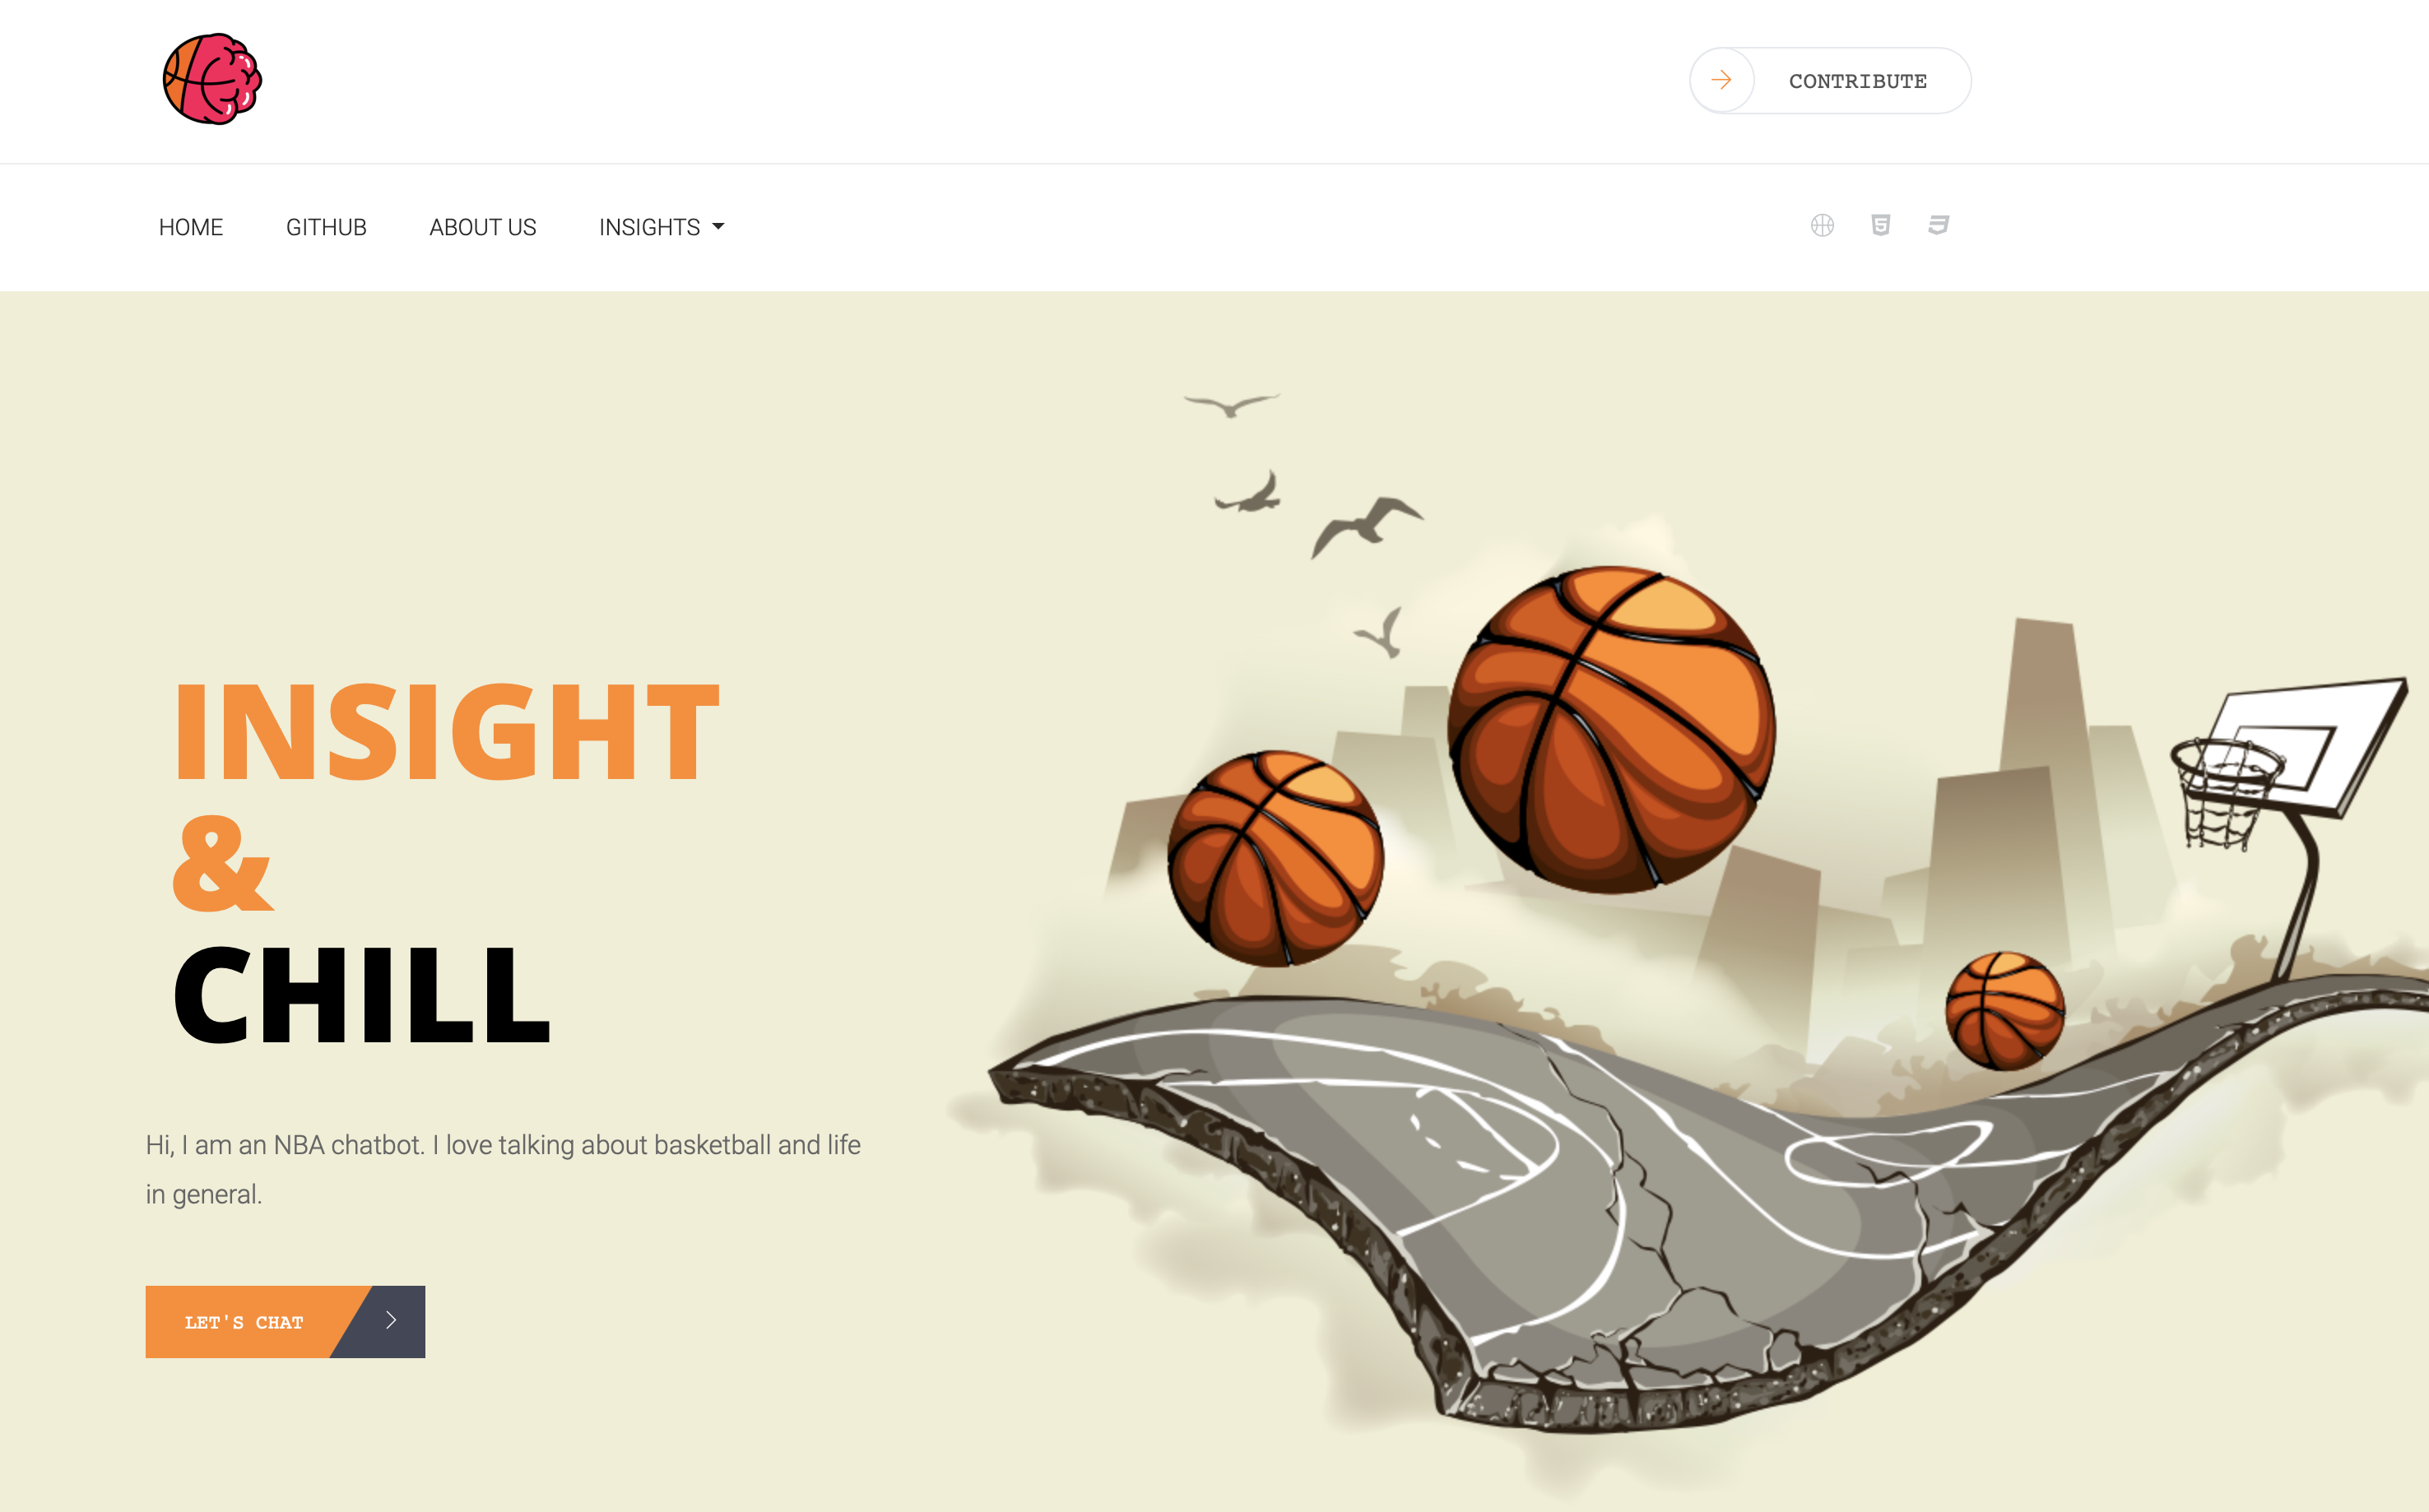 CONTRIBUTE
HOME GITHUB ABOUT US INSIGHTS
INSIGHT
&
CHILL
Hi, I am an NBA chatbot. I love talking about basketball and life
in general.
LET'S CHAT